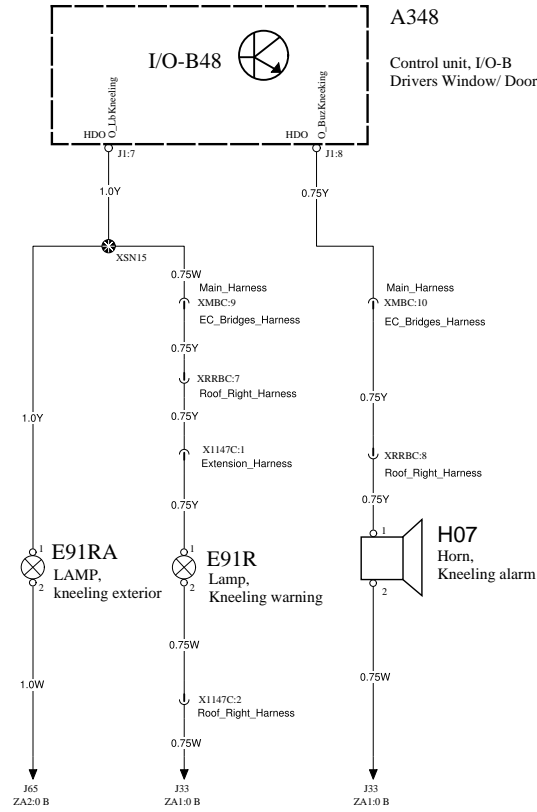 A348
I/O-B48
Control unit, I/O-B
Drivers Window/ Door
O_LbKneeling
O_BuzKneeking
HDO
HDO
J1:7
J1:8
1.0Y
0.75Y
XSN15
0.75W
Main_Harness
XMBC:9
EC_Bridges_Harness
Main_Harness
XMBC:10
EC_Bridges_Harness
0.75Y
XRRBC:7
Roof_Right_Harness
0.75Y
1.0Y
0.75Y
X1147C:1
Extension_Harness
XRRBC:8
Roof_Right_Harness
0.75Y
0.75Y
1
E91RA
LAMP,
kneeling exterior
2
1
E91R
Lamp,
Kneeling warning
2
1
H07
Horn,
Kneeling alarm
2
0.75W
1.0W
0.75W
X1147C:2
Roof_Right_Harness
0.75W
J65
ZA2:0 B
J33
ZA1:0 B
J33
ZA1:0 B